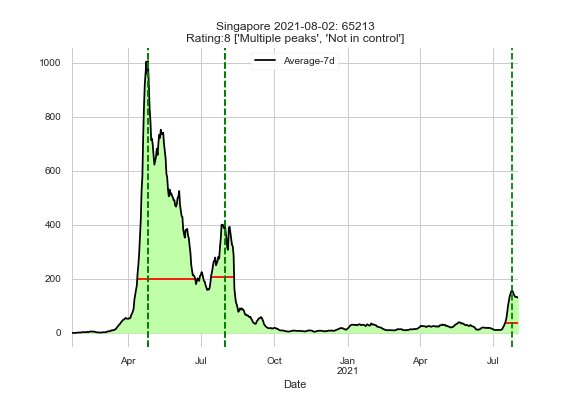 Singapore 2021-08-02: 65213
Rating:8 ['Multiple peaks', 'Not in control']
Average-7d
1000
800
600
400
200
0
Apr
Jul
Oct
Jan
2021
Apr
Jul
Date